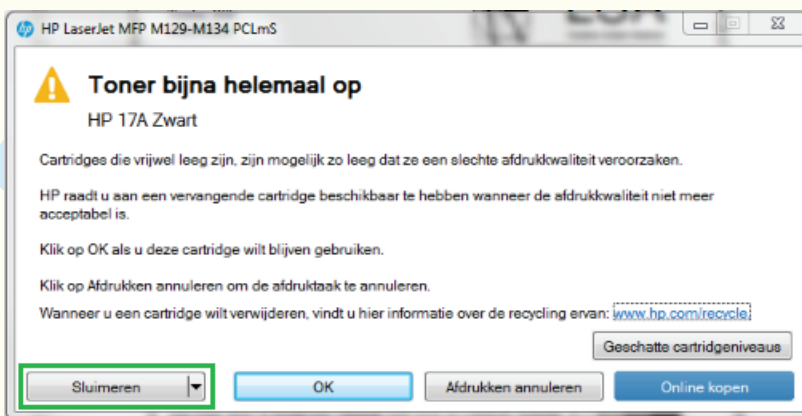 HP LaserJet MFP M129-M134 PCLmS
Toner bijna helemaal op
HP 17A Zwart
Cartridges die vrijwel leeg zijn, zijn mogelijk zo leeg dat ze een slechte afdrukkwaliteit veroorzaken.
HP raadt u aan een vervangende cartridge beschikbaar te hebben wanneer de afdrukkwaliteit niet meer
acceptabel is.
Klik op OK als u deze cartridge wilt blijven gebruiken.
Klik op Afdrukken annuleren om de afdruktaak te annuleren.
Wanneer u een cartridge wilt verwijderen, vindt u hier informatie over de recycling ervan: www.hp.com/recycle.
Geschatte cartridgeniveaus
Sluimeren OK Afdrukken annuleren Online kopen